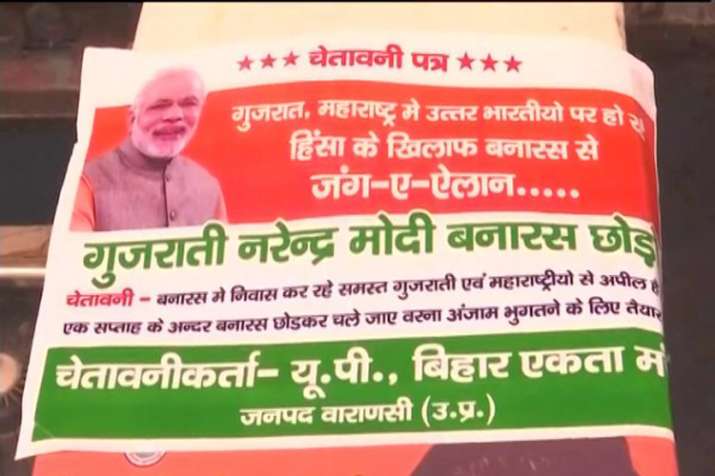 ★★★ चेतावनी पत्र ★★★
गुजरात, महाराष्ट्र मे उत्तर भारतीयो पर हो
हिंसा के खिलाफ बनारस से
जंग-ए-ऐलान.....
गुजराती नरेन्द्र मोदी बनारस छोड़ो
चेतावनी - बनारस मे निवास कर रहे समस्त गुजराती एवं महाराष्ट्रीयो से अपील है
एक सप्ताह के अन्दर बनारस छोडकर चले जाए वरना अंजाम भुगतने के लिए तैयार
चेतावनीकर्ता- यू.पी., बिहार एकता
जनपद वाराणसी (उ.प्र.)